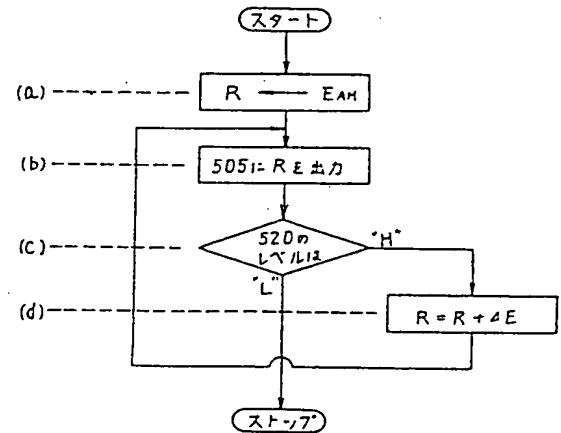 スタート
(a)
R ← EAM
(b)
505に Rを出力
(c)
520の
レベルは
"H"
"L"
(d)
R = R + ΔE
ストップ